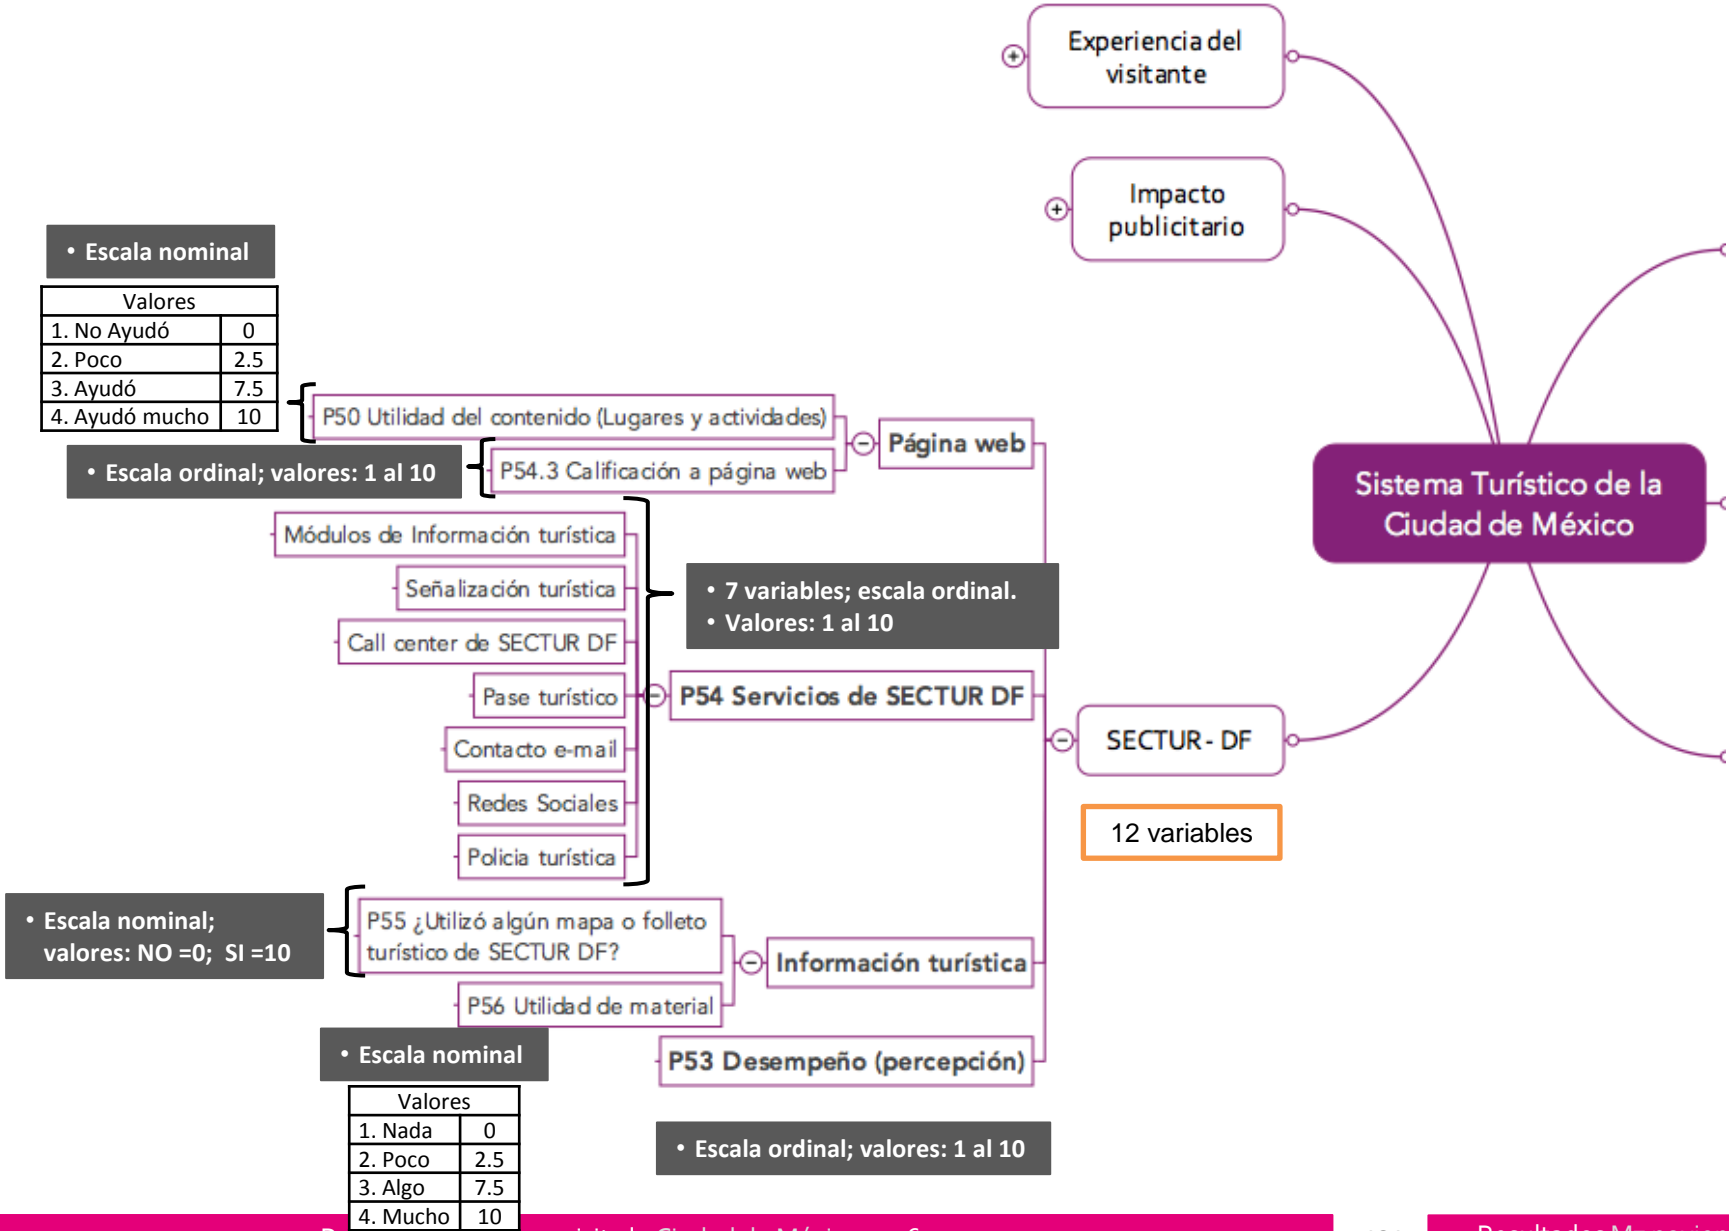 Experiencia del
visitante
Impacto
publicitario
• Escala nominal
Valores
1. No Ayudó 0
2. Poco 2.5
3. Ayudó 7.5
4. Ayudó mucho 10
P50 Utilidad del contenido (Lugares y actividades)
Página web
• Escala ordinal; valores: 1 al 10
P54.3 Calificación a página web
Sistema Turístico de la
Ciudad de México
Módulos de Información turística
Señalización turística
Call center de SECTUR DF
Pase turístico
Contacto e-mail
Redes Sociales
Policia turística
• 7 variables; escala ordinal.
• Valores: 1 al 10
P54 Servicios de SECTUR DF
SECTUR - DF
12 variables
• Escala nominal;
valores: NO =0; SI =10
P55 ¿Utilizó algún mapa o folleto
turístico de SECTUR DF?
Información turística
P56 Utilidad de material
• Escala nominal
P53 Desempeño (percepción)
Valores
1. Nada 0
2. Poco 2.5
3. Algo 7.5
4. Mucho 10
• Escala ordinal; valores: 1 al 10